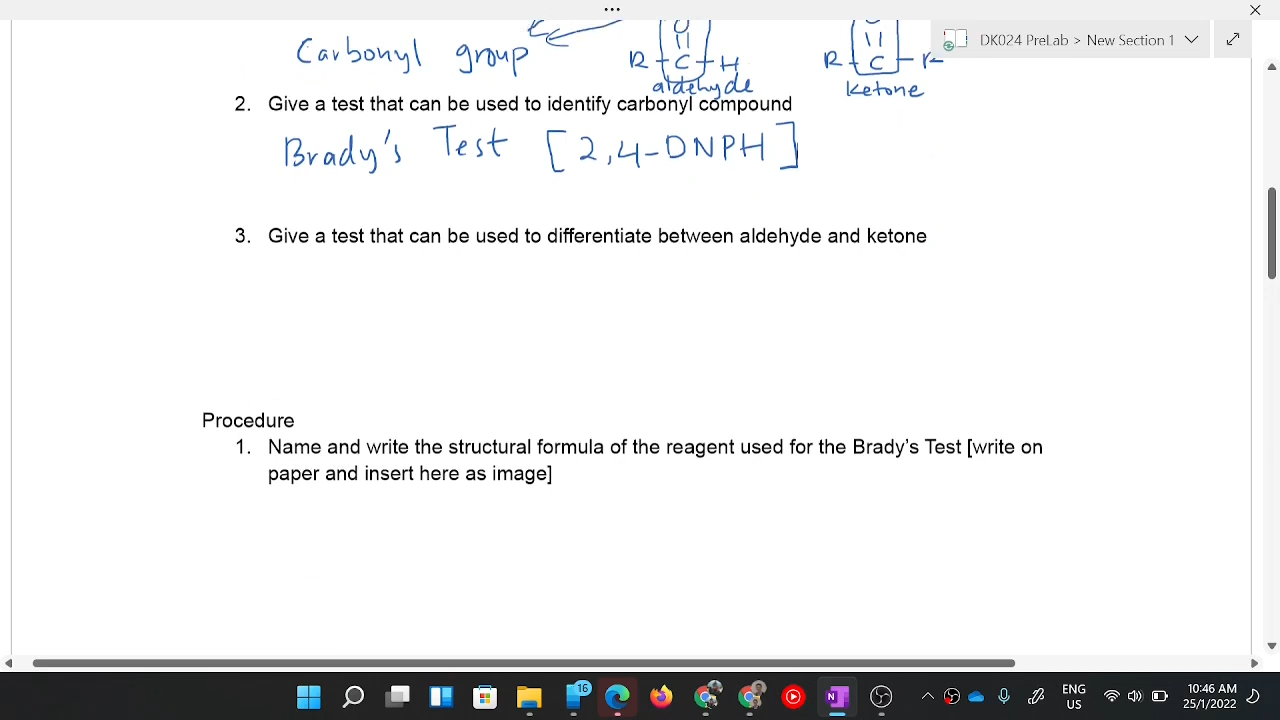 DK024 PreLab > New Section 1
O
O
Carbonyl group
R C H
R C R
aldehyde
Ketone
2. Give a test that can be used to identify carbonyl compound
Brady's Test [2,4-DNPH]
3. Give a test that can be used to differentiate between aldehyde and ketone
Procedure
1. Name and write the structural formula of the reagent used for the Brady's Test [write on
paper and insert here as image]
16
ENG
US
10:46 AM
25/1/2022